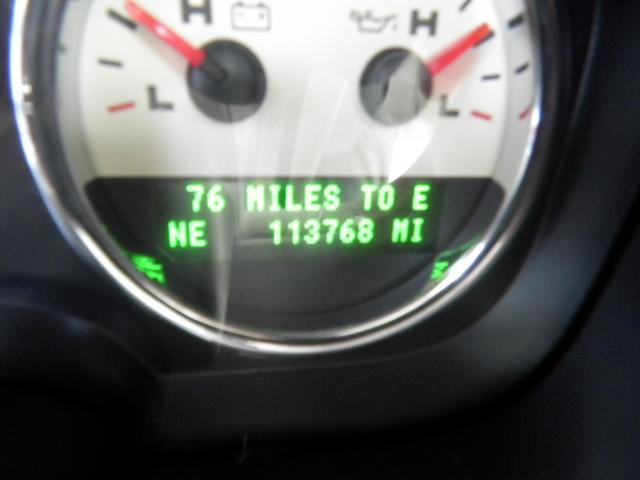 H H
L L
76 MILES TO E
NE 113768 MI